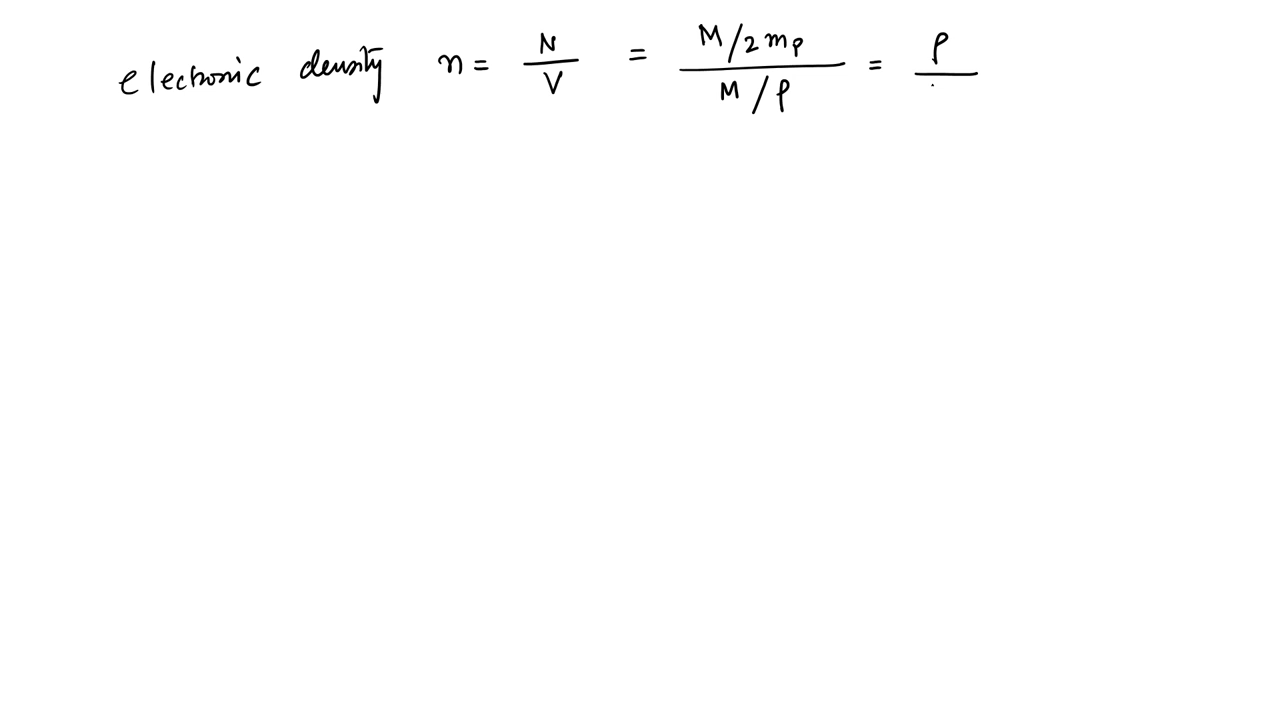 electronic density n = N/V = (M/2m_p)/(M/ρ) = ρ/